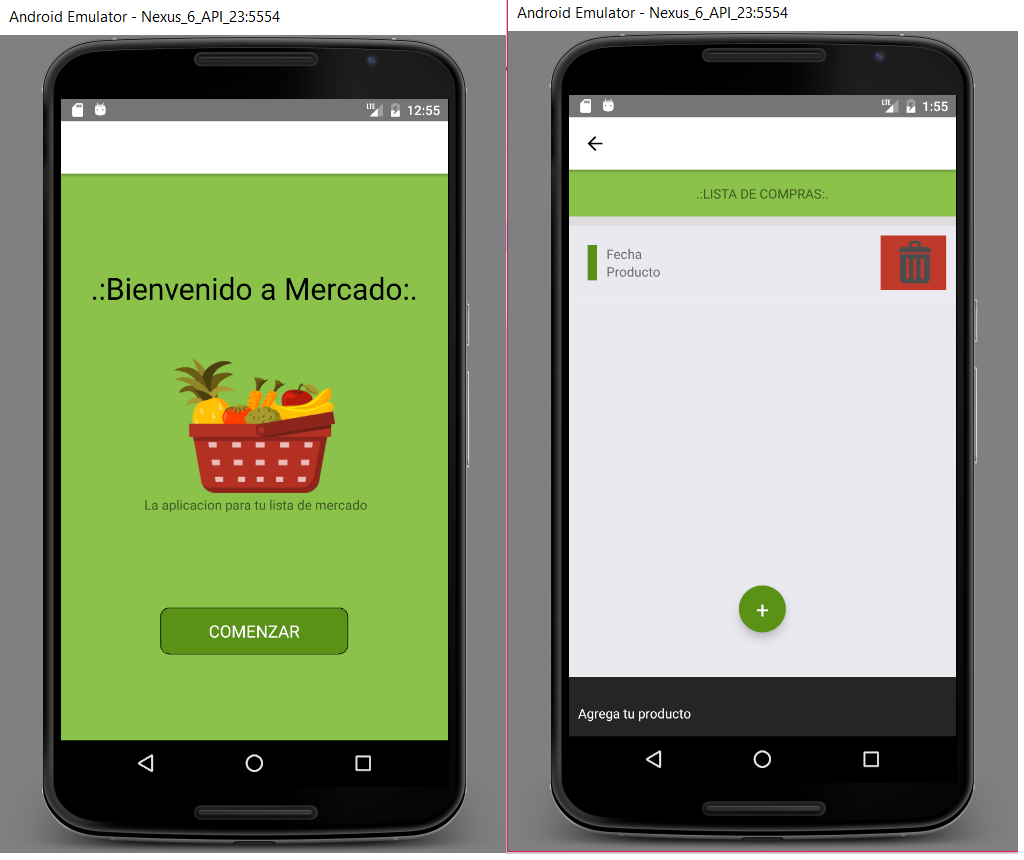 Android Emulator - Nexus_6_API_23:5554
LTE 12:55
.:Bienvenido a Mercado:.
La aplicacion para tu lista de mercado
COMENZAR
Android Emulator - Nexus_6_API_23:5554
LTE 1:55
.:LISTA DE COMPRAS:.
Fecha
Producto
+
Agrega tu producto